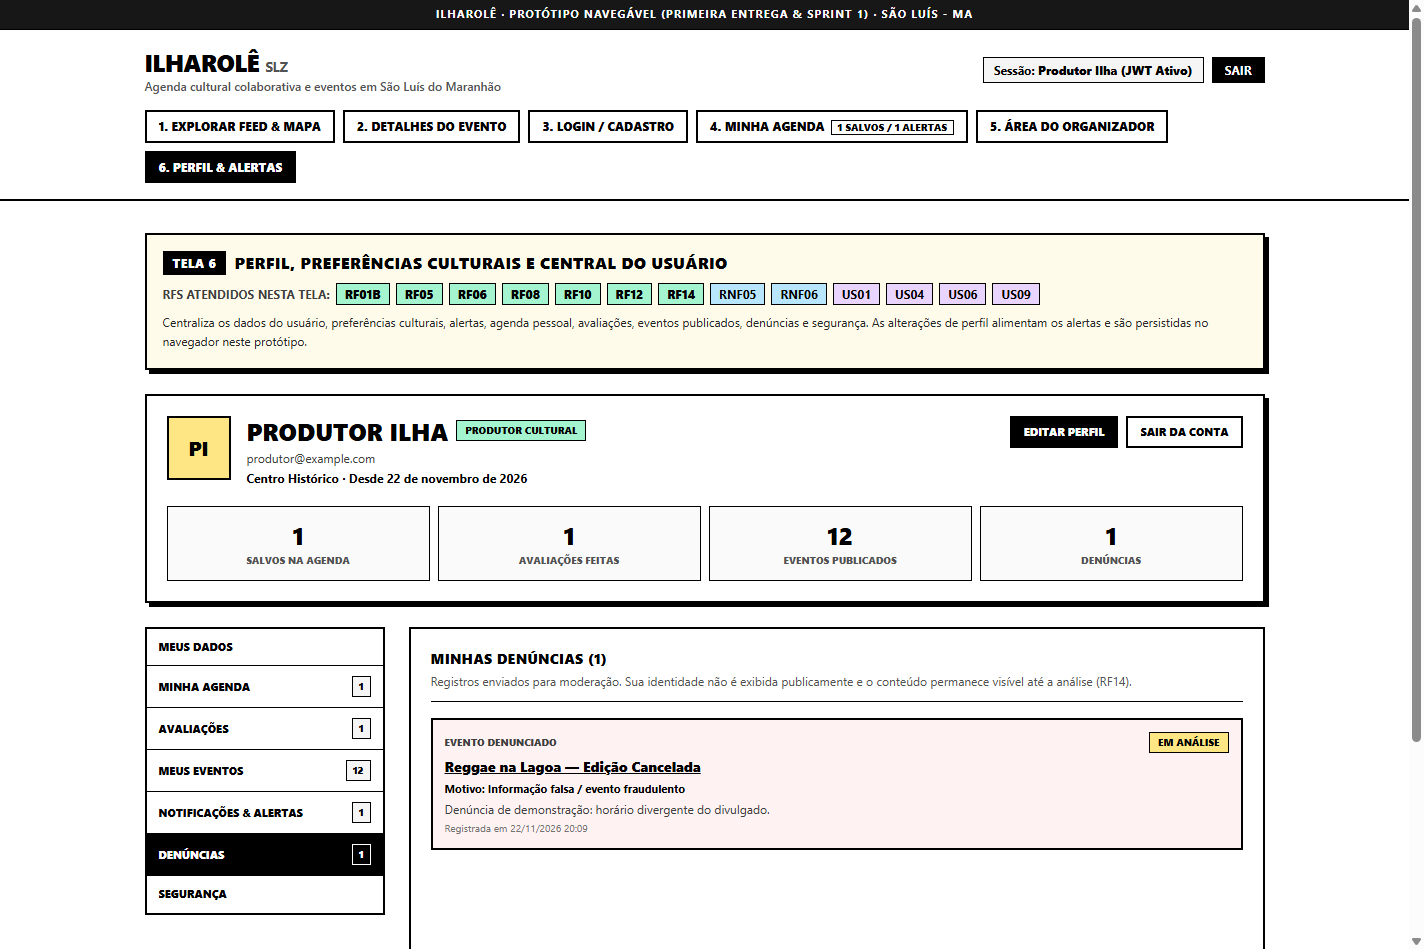 ILHAROLÊ · PROTÓTIPO NAVEGÁVEL (PRIMEIRA ENTREGA & SPRINT 1) · SÃO LUÍS - MA
ILHAROLÊ SLZ
Agenda cultural colaborativa e eventos em São Luís do Maranhão
Sessão: Produtor Ilha (JWT Ativo)
SAIR
1. EXPLORAR FEED & MAPA
2. DETALHES DO EVENTO
3. LOGIN / CADASTRO
4. MINHA AGENDA 1 SALVOS / 1 ALERTAS
5. ÁREA DO ORGANIZADOR
6. PERFIL & ALERTAS
TELA 6 PERFIL, PREFERÊNCIAS CULTURAIS E CENTRAL DO USUÁRIO
RFS ATENDIDOS NESTA TELA: RF01B RF05 RF06 RF08 RF10 RF12 RF14 RNF05 RNF06 US01 US04 US06 US09
Centraliza os dados do usuário, preferências culturais, alertas, agenda pessoal, avaliações, eventos publicados, denúncias e segurança. As alterações de perfil alimentam os alertas e são persistidas no
navegador neste protótipo.
PI
PRODUTOR ILHA PRODUTOR CULTURAL
produtor@example.com
Centro Histórico · Desde 22 de novembro de 2026
EDITAR PERFIL
SAIR DA CONTA
1
SALVOS NA AGENDA
1
AVALIAÇÕES FEITAS
12
EVENTOS PUBLICADOS
1
DENÚNCIAS
MEUS DADOS
MINHA AGENDA 1
AVALIAÇÕES 1
MEUS EVENTOS 12
NOTIFICAÇÕES & ALERTAS 1
DENÚNCIAS 1
SEGURANÇA
MINHAS DENÚNCIAS (1)
Registros enviados para moderação. Sua identidade não é exibida publicamente e o conteúdo permanece visível até a análise (RF14).
EVENTO DENUNCIADO
EM ANÁLISE
Reggae na Lagoa — Edição Cancelada
Motivo: Informação falsa / evento fraudulento
Denúncia de demonstração: horário divergente do divulgado.
Registrada em 22/11/2026 20:09